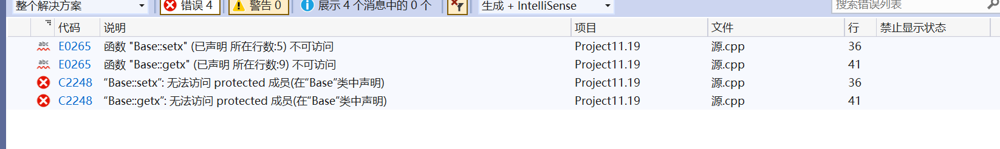 整个解决方案 错误 4 警告 0 展示 4 个消息中的 0 个 生成 + IntelliSense 搜索错误列表
代码 说明 项目 文件 行 禁止显示状态
abc E0265 函数 "Base::setx" (已声明 所在行数:5) 不可访问 Project11.19 源.cpp 36
abc E0265 函数 "Base::getx" (已声明 所在行数:9) 不可访问 Project11.19 源.cpp 41
C2248 “Base::setx”: 无法访问 protected 成员(在“Base”类中声明) Project11.19 源.cpp 36
C2248 “Base::getx”: 无法访问 protected 成员(在“Base”类中声明) Project11.19 源.cpp 41